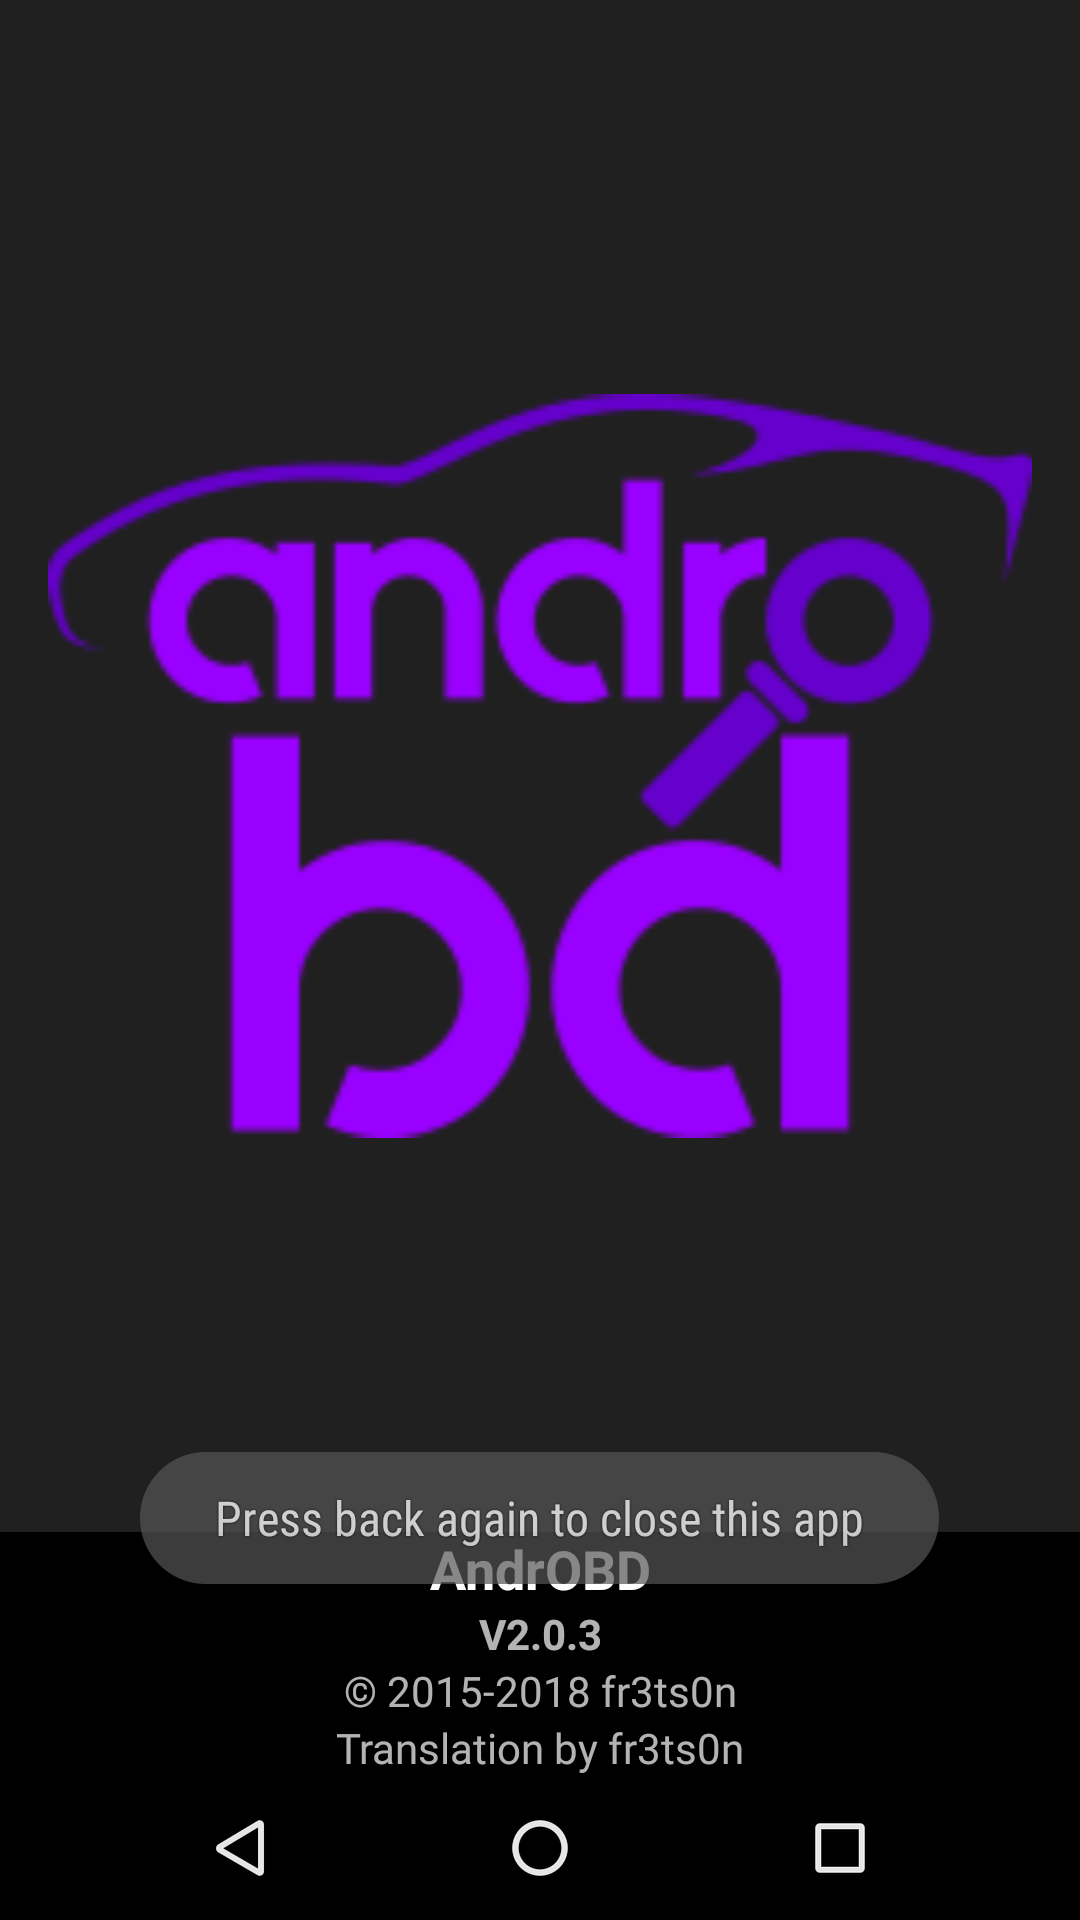 andro
bd
Press back again to close this app
AndrOBD
V2.0.3
© 2015-2018 fr3ts0n
Translation by fr3ts0n